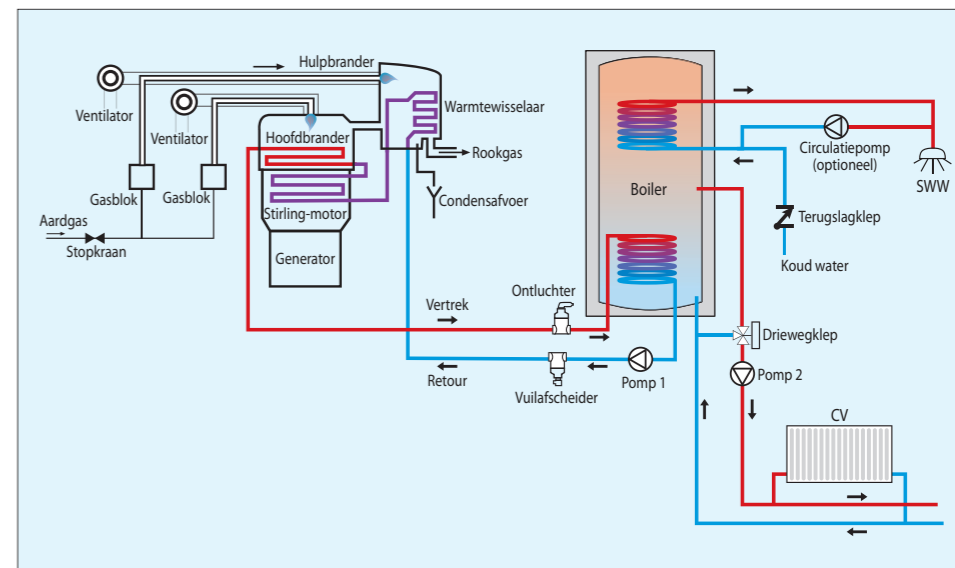 Hulpbrander
Ventilator
Ventilator
Hoofdbrander
Warmtewisselaar
Rookgas
Gasblok
Gasblok
Condensafvoer
Aardgas
Stopkraan
Stirling-motor
Generator
Vertrek
Ontluchter
Retour
Vuilafscheider
Pomp 1
Boiler
Circulatiepomp
(optioneel)
SWW
Terugslagklep
Koud water
Driewegklep
Pomp 2
CV